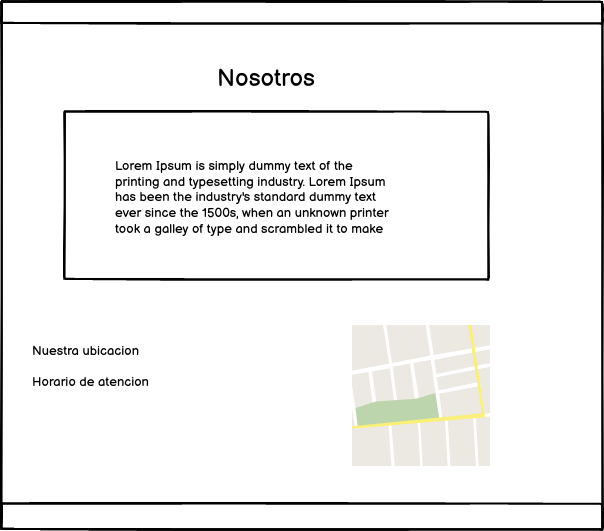 Nosotros
Lorem Ipsum is simply dummy text of the
printing and typesetting industry. Lorem Ipsum
has been the industry's standard dummy text
ever since the 1500s, when an unknown printer
took a galley of type and scrambled it to make
Nuestra ubicacion
Horario de atencion